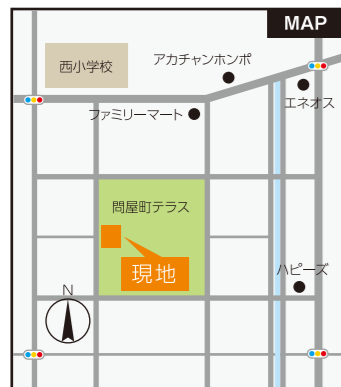 MAP
西小学校
アカチャンホンポ
エネオス
ファミリーマート
問屋町テラス
現地
ハピーズ
N